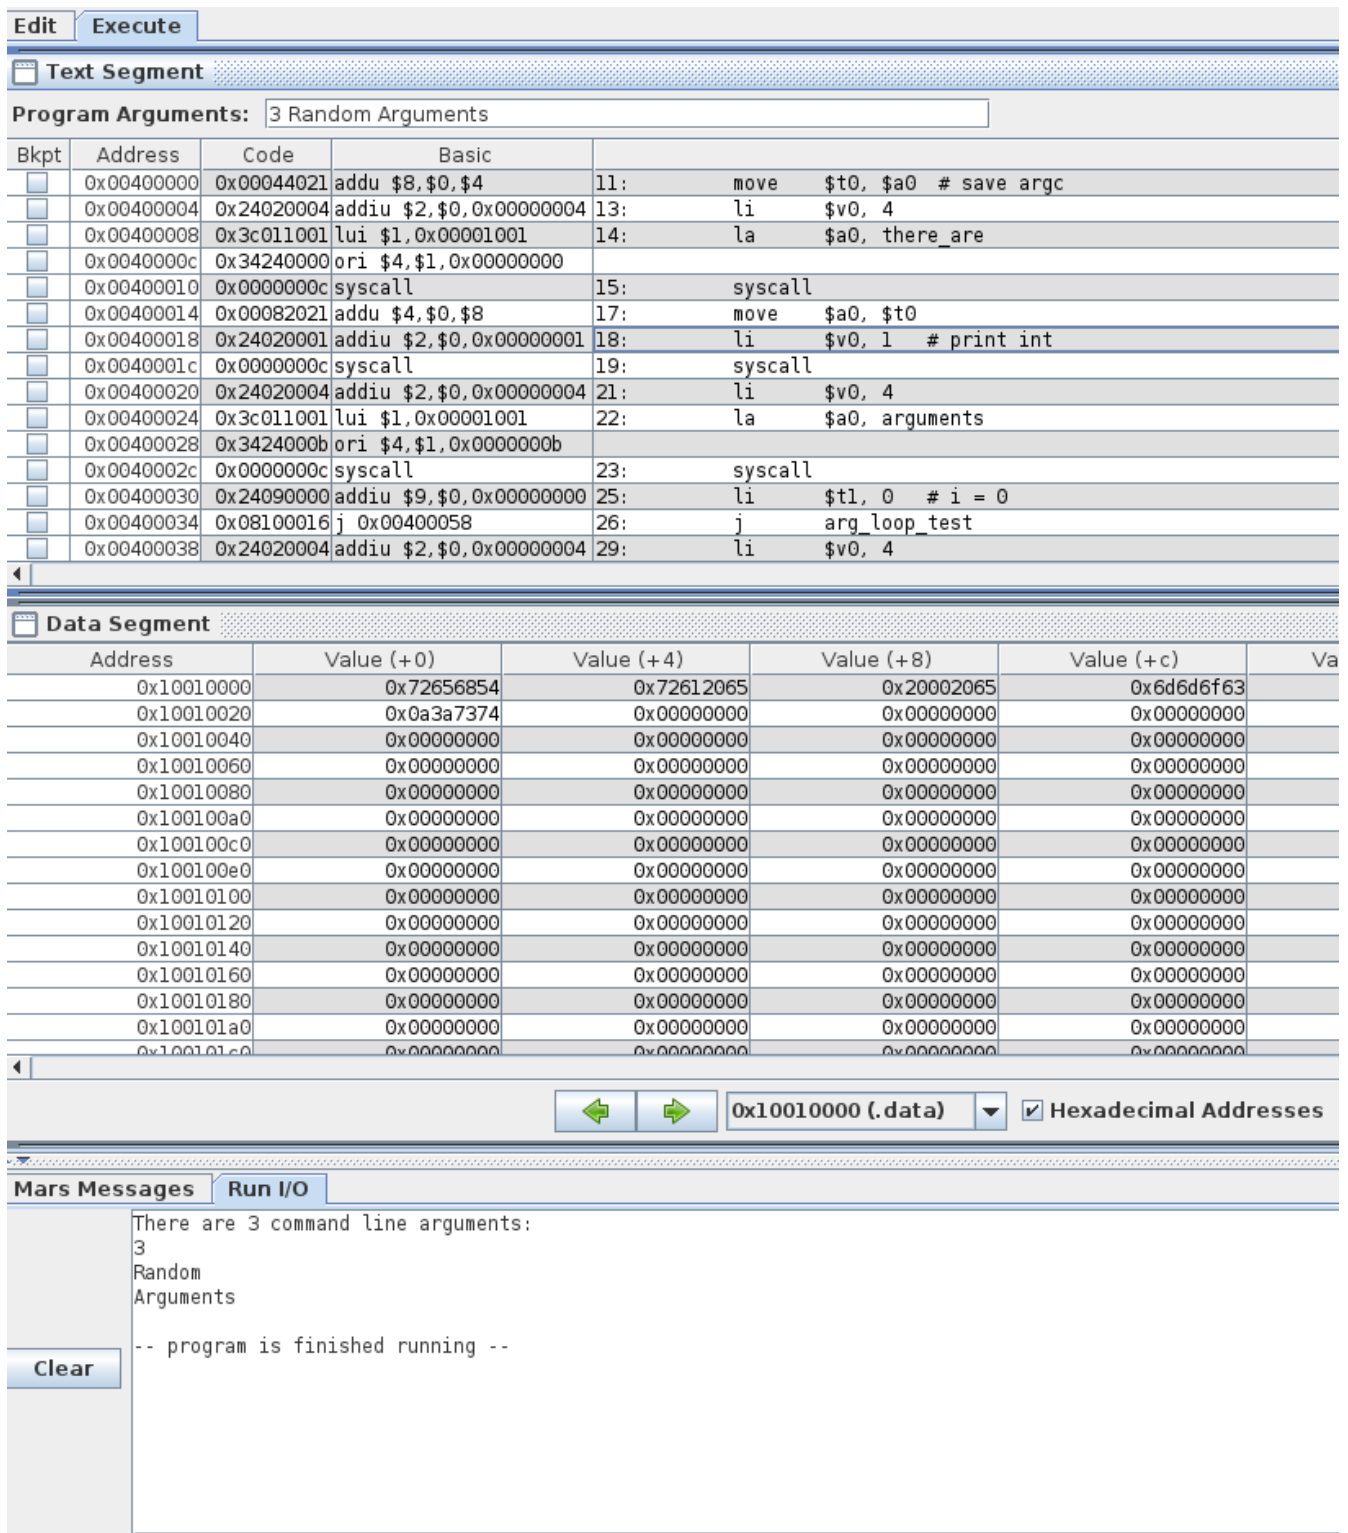 Edit Execute
Text Segment
Program Arguments: 3 Random Arguments
Bkpt Address Code Basic
0x00400000 0x00044021 addu $8,$0,$4 11: move $t0, $a0 # save argc
0x00400004 0x24020004 addiu $2,$0,0x00000004 13: li $v0, 4
0x00400008 0x3c011001 lui $1,0x00001001 14: la $a0, there_are
0x0040000c 0x34240000 ori $4,$1,0x00000000
0x00400010 0x0000000c syscall 15: syscall
0x00400014 0x00082021 addu $4,$0,$8 17: move $a0, $t0
0x00400018 0x24020001 addiu $2,$0,0x00000001 18: li $v0, 1 # print int
0x0040001c 0x0000000c syscall 19: syscall
0x00400020 0x24020004 addiu $2,$0,0x00000004 21: li $v0, 4
0x00400024 0x3c011001 lui $1,0x00001001 22: la $a0, arguments
0x00400028 0x3424000b ori $4,$1,0x0000000b
0x0040002c 0x0000000c syscall 23: syscall
0x00400030 0x24090000 addiu $9,$0,0x00000000 25: li $t1, 0 # i = 0
0x00400034 0x08100016 j 0x00400058 26: j arg_loop_test
0x00400038 0x24020004 addiu $2,$0,0x00000004 29: li $v0, 4
Data Segment
Address Value (+0) Value (+4) Value (+8) Value (+c) Va
0x10010000 0x72656854 0x72612065 0x20002065 0x6d6d6f63
0x10010020 0x0a3a7374 0x00000000 0x00000000 0x00000000
0x10010040 0x00000000 0x00000000 0x00000000 0x00000000
0x10010060 0x00000000 0x00000000 0x00000000 0x00000000
0x10010080 0x00000000 0x00000000 0x00000000 0x00000000
0x100100a0 0x00000000 0x00000000 0x00000000 0x00000000
0x100100c0 0x00000000 0x00000000 0x00000000 0x00000000
0x100100e0 0x00000000 0x00000000 0x00000000 0x00000000
0x10010100 0x00000000 0x00000000 0x00000000 0x00000000
0x10010120 0x00000000 0x00000000 0x00000000 0x00000000
0x10010140 0x00000000 0x00000000 0x00000000 0x00000000
0x10010160 0x00000000 0x00000000 0x00000000 0x00000000
0x10010180 0x00000000 0x00000000 0x00000000 0x00000000
0x100101a0 0x00000000 0x00000000 0x00000000 0x00000000
0x100101c0 0x00000000 0x00000000 0x00000000 0x00000000
0x10010000 (.data) Hexadecimal Addresses
Mars Messages Run I/O
There are 3 command line arguments:
3
Random
Arguments
-- program is finished running --
Clear